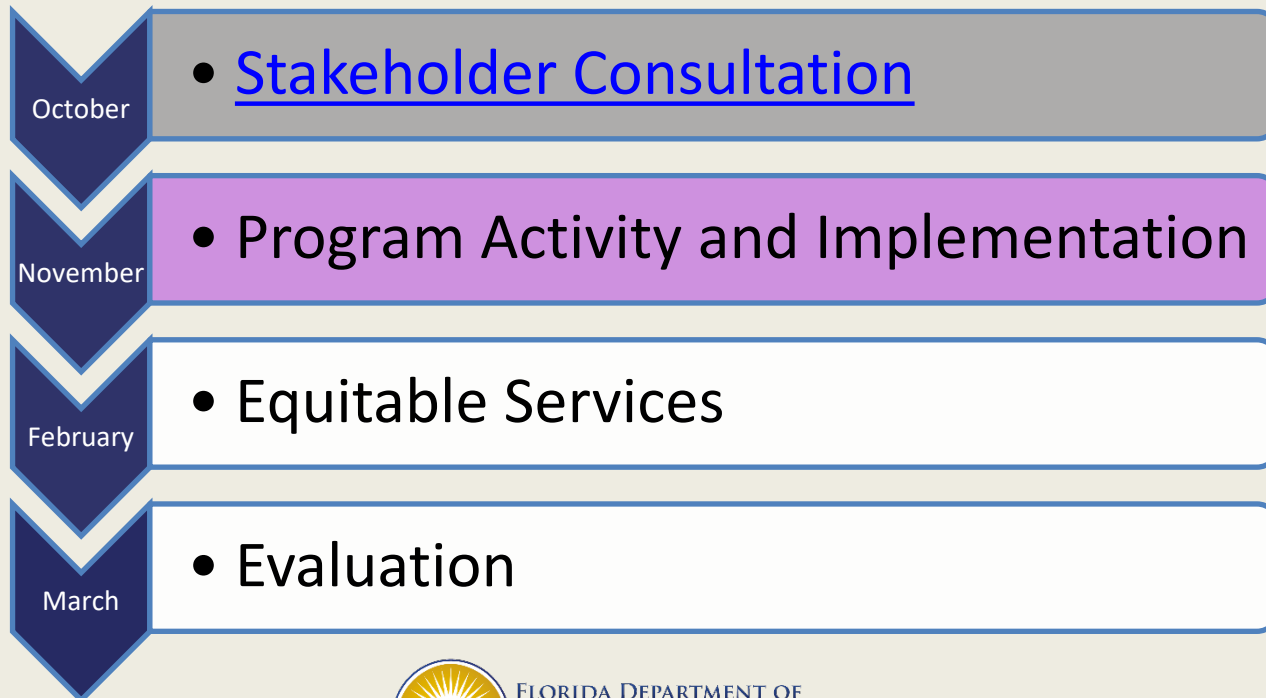 October
• Stakeholder Consultation
November
• Program Activity and Implementation
February
• Equitable Services
March
• Evaluation
FLORIDA DEPARTMENT OF